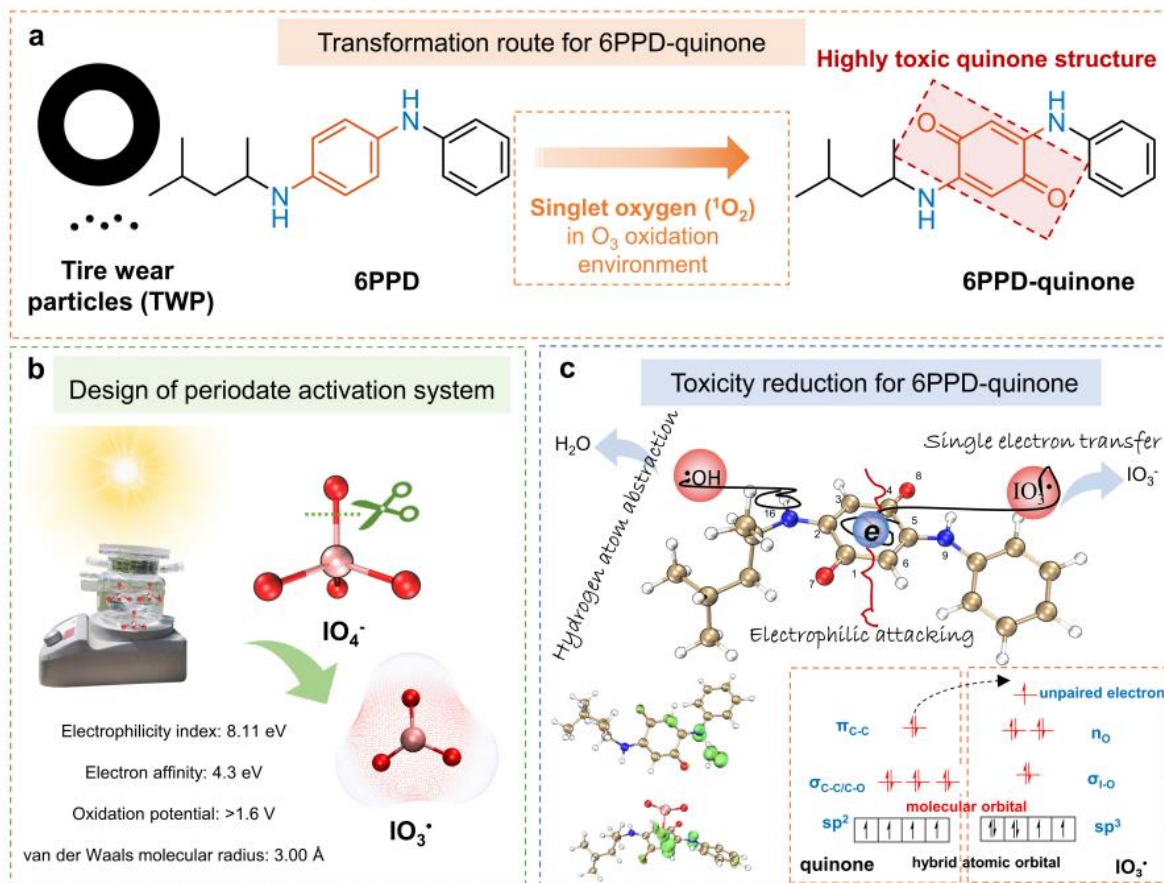 a
Transformation route for 6PPD-quinone
Highly toxic quinone structure
H
N
O
H
N
N
H
O
N
H
Singlet oxygen (¹O₂)
in O₃ oxidation
environment
Tire wear
particles (TWP)
6PPD
6PPD-quinone
b
Design of periodate activation system
IO₄⁻
Electrophilicity index: 8.11 eV
Electron affinity: 4.3 eV
Oxidation potential: >1.6 V
van der Waals molecular radius: 3.00 Å
IO₃•
c
Toxicity reduction for 6PPD-quinone
H₂O
Hydrogen atom abstraction
•OH
Single electron transfer
IO₃•
IO₃⁻
8
4
3
16
2
e
5
6
9
7
1
Electrophilic attacking
unpaired electron
π C-C
n O
σ C-C/C-O
σ I-O
molecular orbital
sp²
sp³
quinone
hybrid atomic orbital
IO₃•